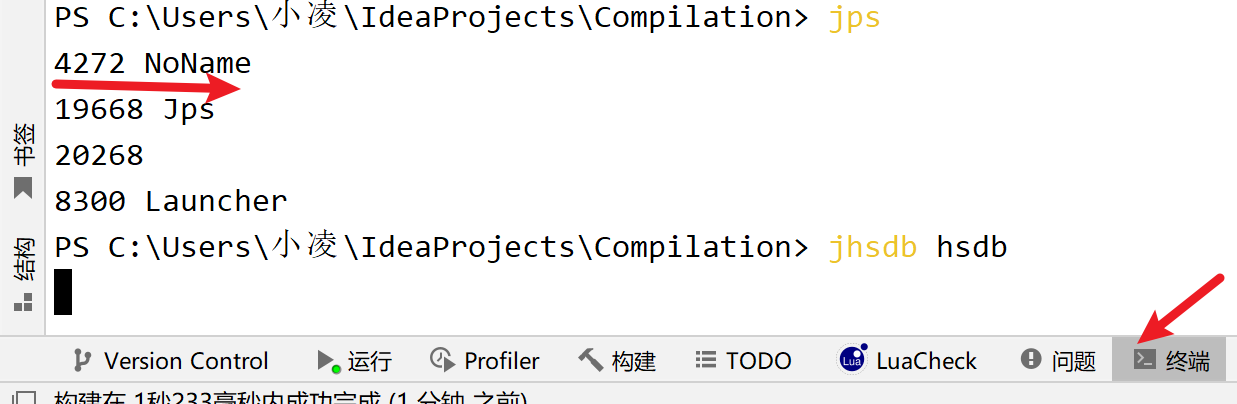 PS C:\Users\小凌\IdeaProjects\Compilation> jps
4272 NoName
19668 Jps
20268
8300 Launcher
PS C:\Users\小凌\IdeaProjects\Compilation> jhsdb hsdb
书签
结构
Version Control 运行 Profiler 构建 TODO Lua LuaCheck 问题 终端
构建在 1秒233毫秒内成功完成 (1 分钟 之前)